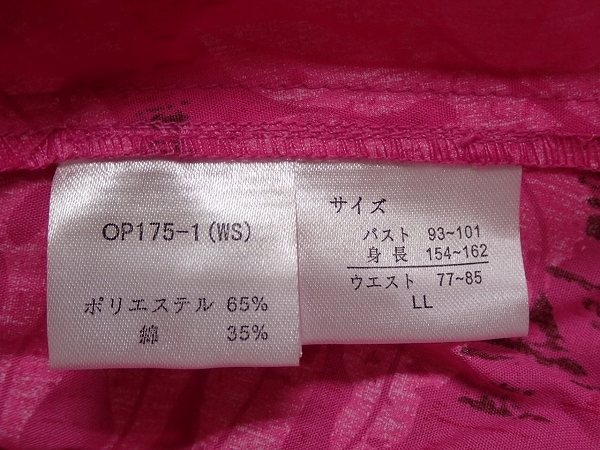 OP175-1(WS)
ポリエステル 65%
綿 35%
サイズ
バスト 93~101
身長 154~162
ウエスト 77~85
LL